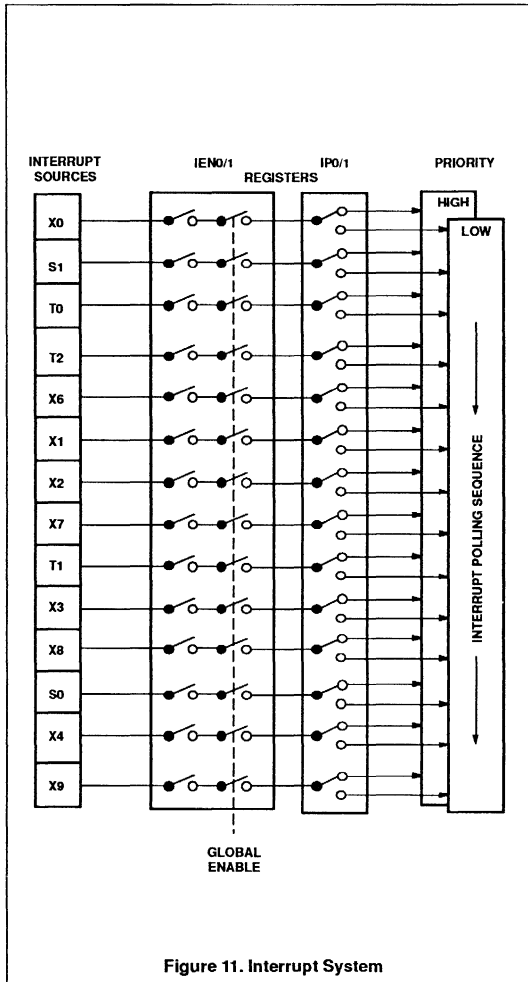 INTERRUPT
SOURCES
IEN0/1
REGISTERS
IP0/1
PRIORITY
HIGH
LOW
X0
S1
T0
T2
X6
X1
X2
X7
T1
X3
X8
S0
X4
X9
INTERRUPT POLLING SEQUENCE
GLOBAL
ENABLE
Figure 11. Interrupt System